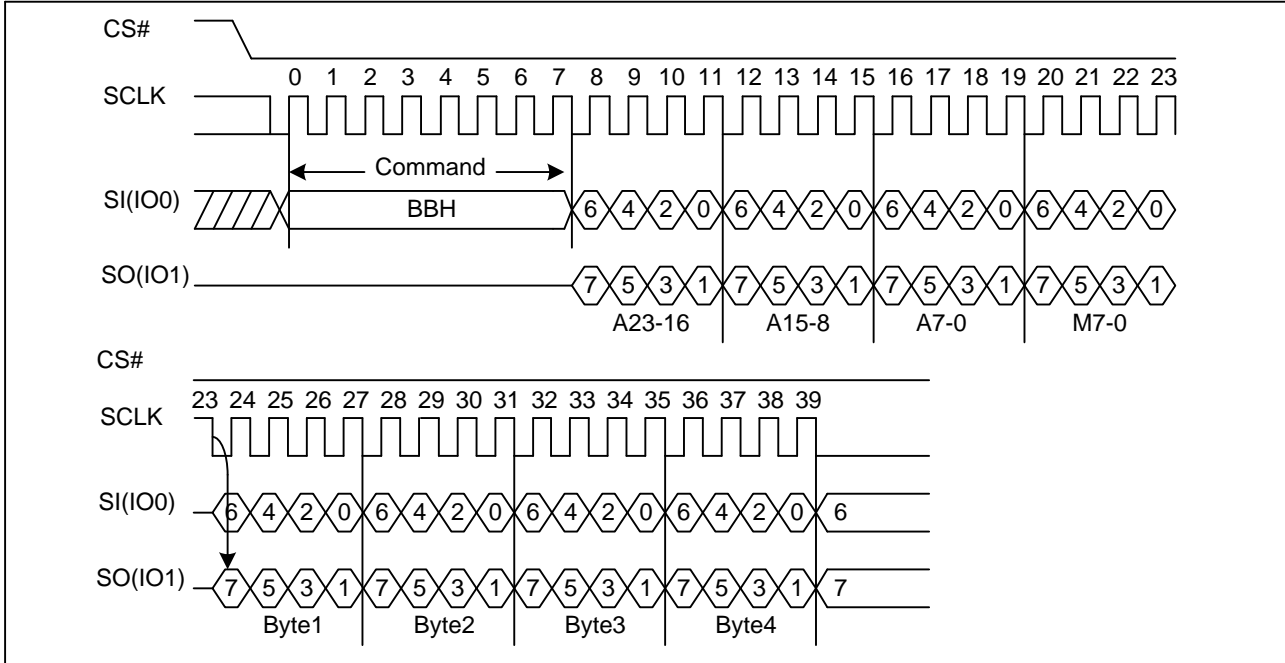 CS#
0 1 2 3 4 5 6 7 8 9 10 11 12 13 14 15 16 17 18 19 20 21 22 23
SCLK
Command
SI(IO0) BBH 6 4 2 0 6 4 2 0 6 4 2 0 6 4 2 0
SO(IO1) 7 5 3 1 7 5 3 1 7 5 3 1 7 5 3 1
A23-16 A15-8 A7-0 M7-0
CS#
23 24 25 26 27 28 29 30 31 32 33 34 35 36 37 38 39
SCLK
SI(IO0) 6 4 2 0 6 4 2 0 6 4 2 0 6 4 2 0 6
SO(IO1) 7 5 3 1 7 5 3 1 7 5 3 1 7 5 3 1 7
Byte1 Byte2 Byte3 Byte4